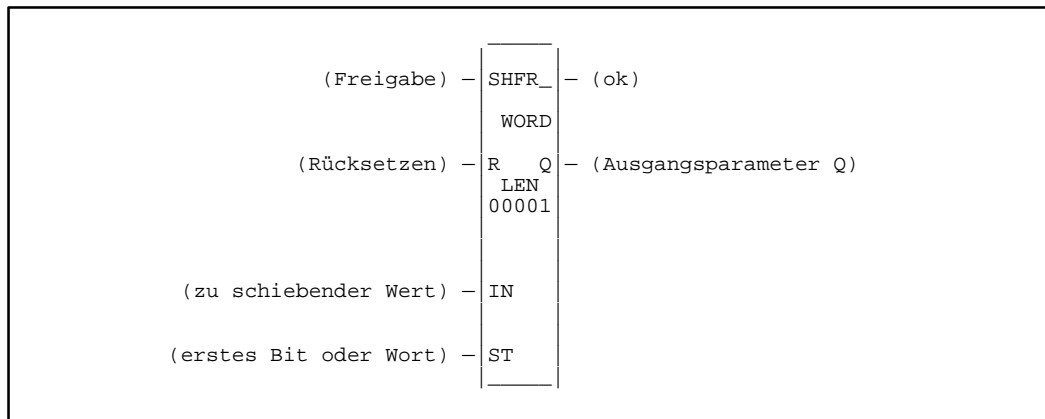 (Freigabe) – SHFR_ – (ok)
WORD
(Rücksetzen) – R Q – (Ausgangsparameter Q)
LEN
00001
(zu schiebender Wert) – IN
(erstes Bit oder Wort) – ST